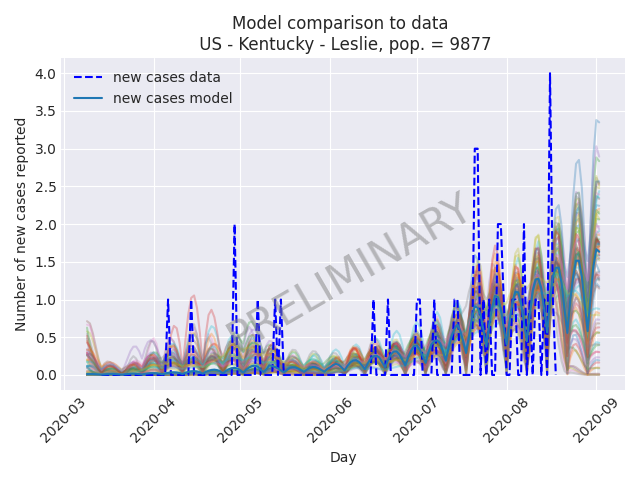 Model comparison to data
US - Kentucky - Leslie, pop. = 9877
new cases data
new cases model
Number of new cases reported
4.0
3.5
3.0
2.5
2.0
1.5
1.0
0.5
0.0
PRELIMINARY
2020-03
2020-04
2020-05
2020-06
2020-07
2020-08
2020-09
Day